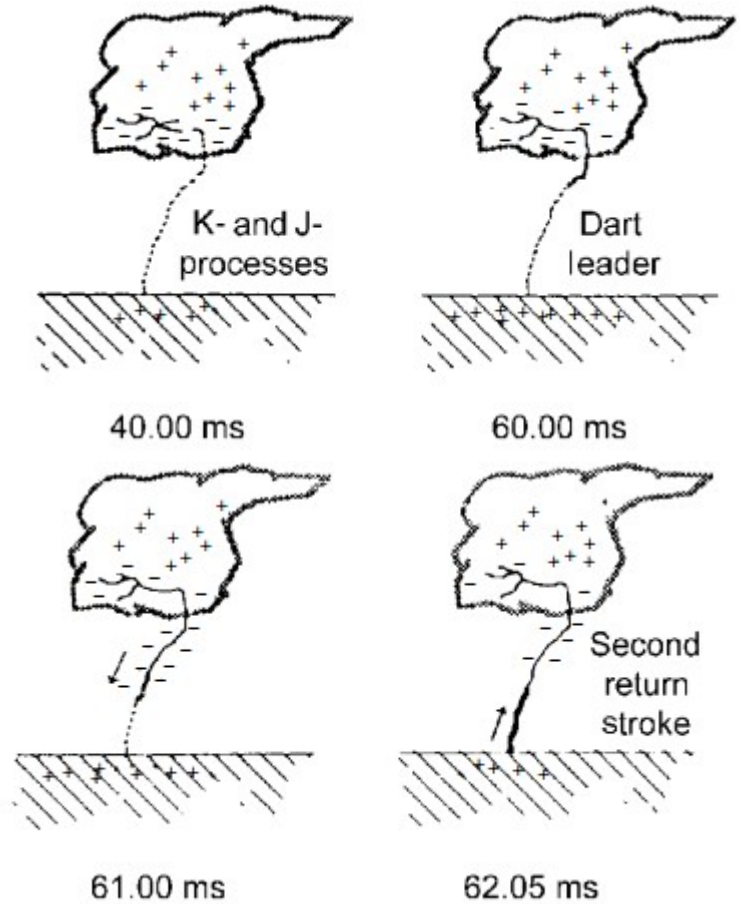 K- and J-
processes
Dart
leader
40.00 ms
60.00 ms
Second
return
stroke
61.00 ms
62.05 ms